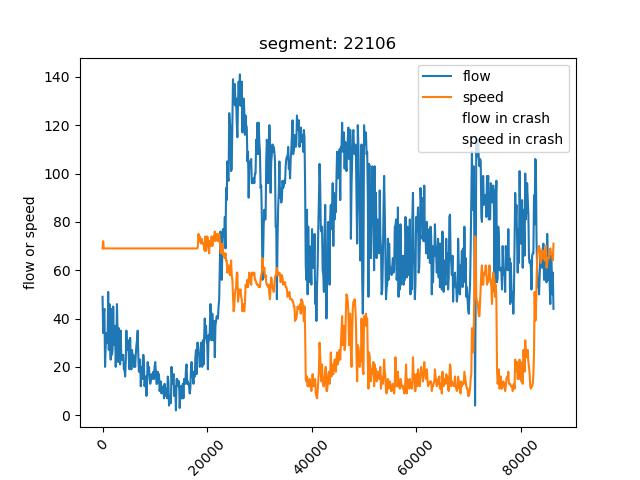 segment: 22106
flow
speed
flow in crash
speed in crash
flow or speed
140
120
100
80
60
40
20
0
0
20000
40000
60000
80000